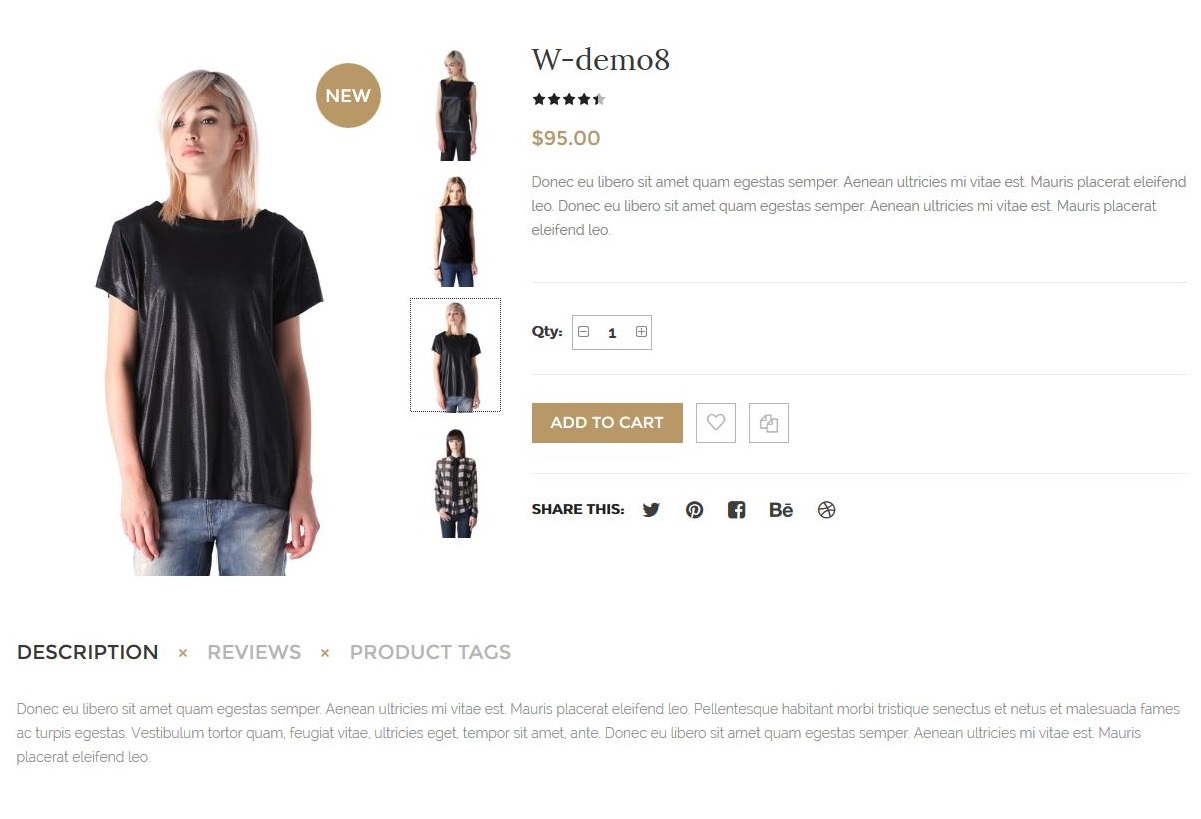 NEW
W-demo8
$95.00
Donec eu libero sit amet quam egestas semper. Aenean ultricies mi vitae est. Mauris placerat eleifend
leo. Donec eu libero sit amet quam egestas semper. Aenean ultricies mi vitae est. Mauris placerat
eleifend leo.
Qty: 1
ADD TO CART
SHARE THIS: Bē
DESCRIPTION × REVIEWS × PRODUCT TAGS
Donec eu libero sit amet quam egestas semper. Aenean ultricies mi vitae est. Mauris placerat eleifend leo. Pellentesque habitant morbi tristique senectus et netus et malesuada fames
ac turpis egestas. Vestibulum tortor quam, feugiat vitae, ultricies eget, tempor sit amet, ante. Donec eu libero sit amet quam egestas semper. Aenean ultricies mi vitae est. Mauris
placerat eleifend leo.